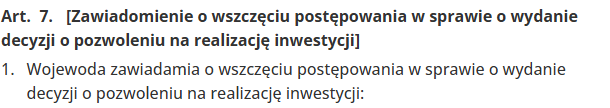 Art. 7. [Zawiadomienie o wszczęciu postępowania w sprawie o wydanie
decyzji o pozwoleniu na realizację inwestycji]
1. Wojewoda zawiadamia o wszczęciu postępowania w sprawie o wydanie
decyzji o pozwoleniu na realizację inwestycji: